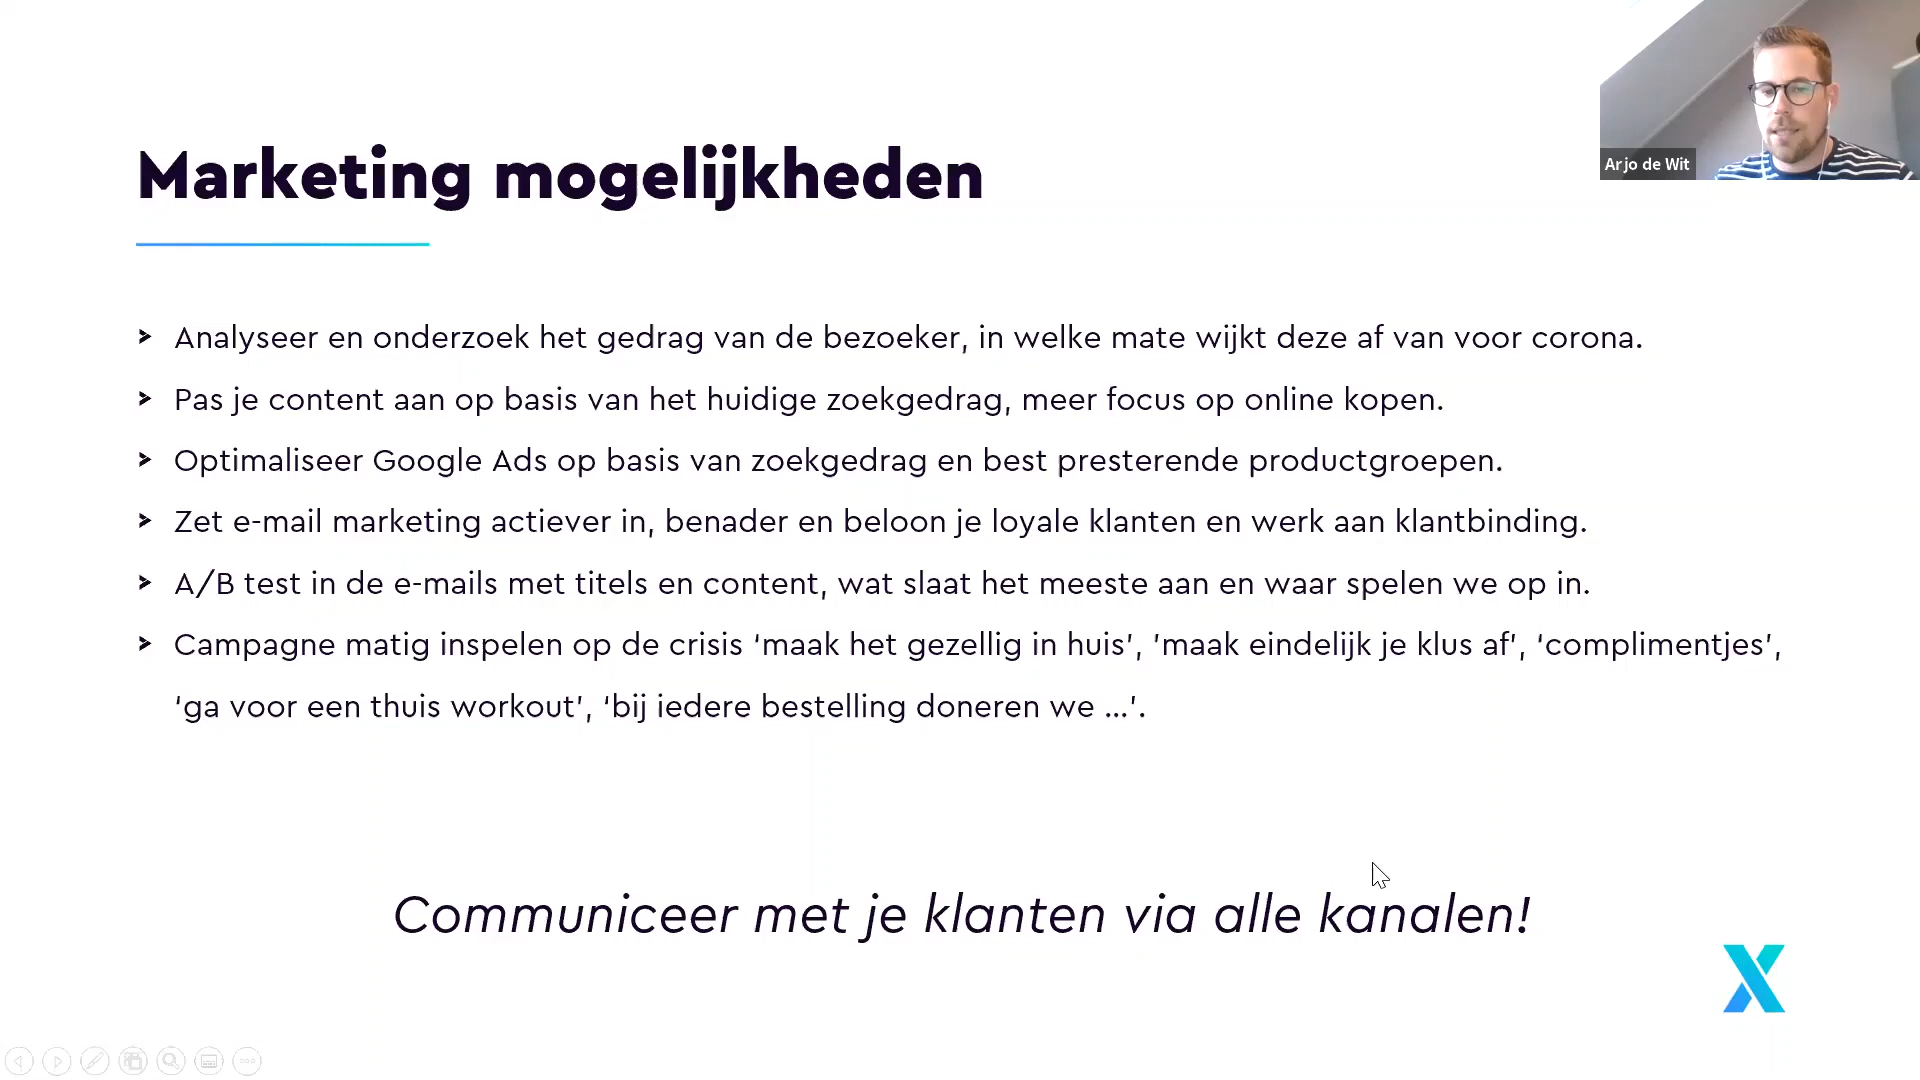 Marketing mogelijkheden
Arjo de Wit
Analyseer en onderzoek het gedrag van de bezoeker, in welke mate wijkt deze af van voor corona.
Pas je content aan op basis van het huidige zoekgedrag, meer focus op online kopen.
Optimaliseer Google Ads op basis van zoekgedrag en best presterende productgroepen.
Zet e-mail marketing actiever in, benader en beloon je loyale klanten en werk aan klantbinding.
A/B test in de e-mails met titels en content, wat slaat het meeste aan en waar spelen we op in.
Campagne matig inspelen op de crisis ‘maak het gezellig in huis’, ’maak eindelijk je klus af’, ‘complimentjes’,
‘ga voor een thuis workout’, ‘bij iedere bestelling doneren we ...’.
Communiceer met je klanten via alle kanalen!